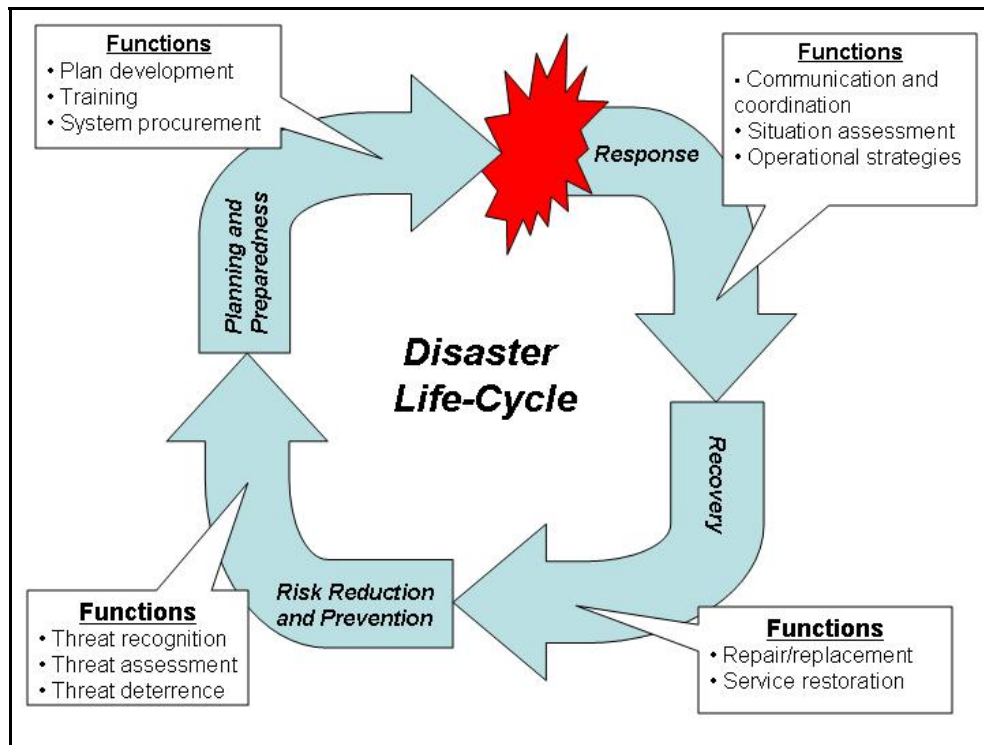 Functions
• Plan development
• Training
• System procurement
Functions
• Communication and
coordination
• Situation assessment
• Operational strategies
Response
Planning and
Preparedness
Disaster
Life-Cycle
Recovery
Risk Reduction
and Prevention
Functions
• Threat recognition
• Threat assessment
• Threat deterrence
Functions
• Repair/replacement
• Service restoration